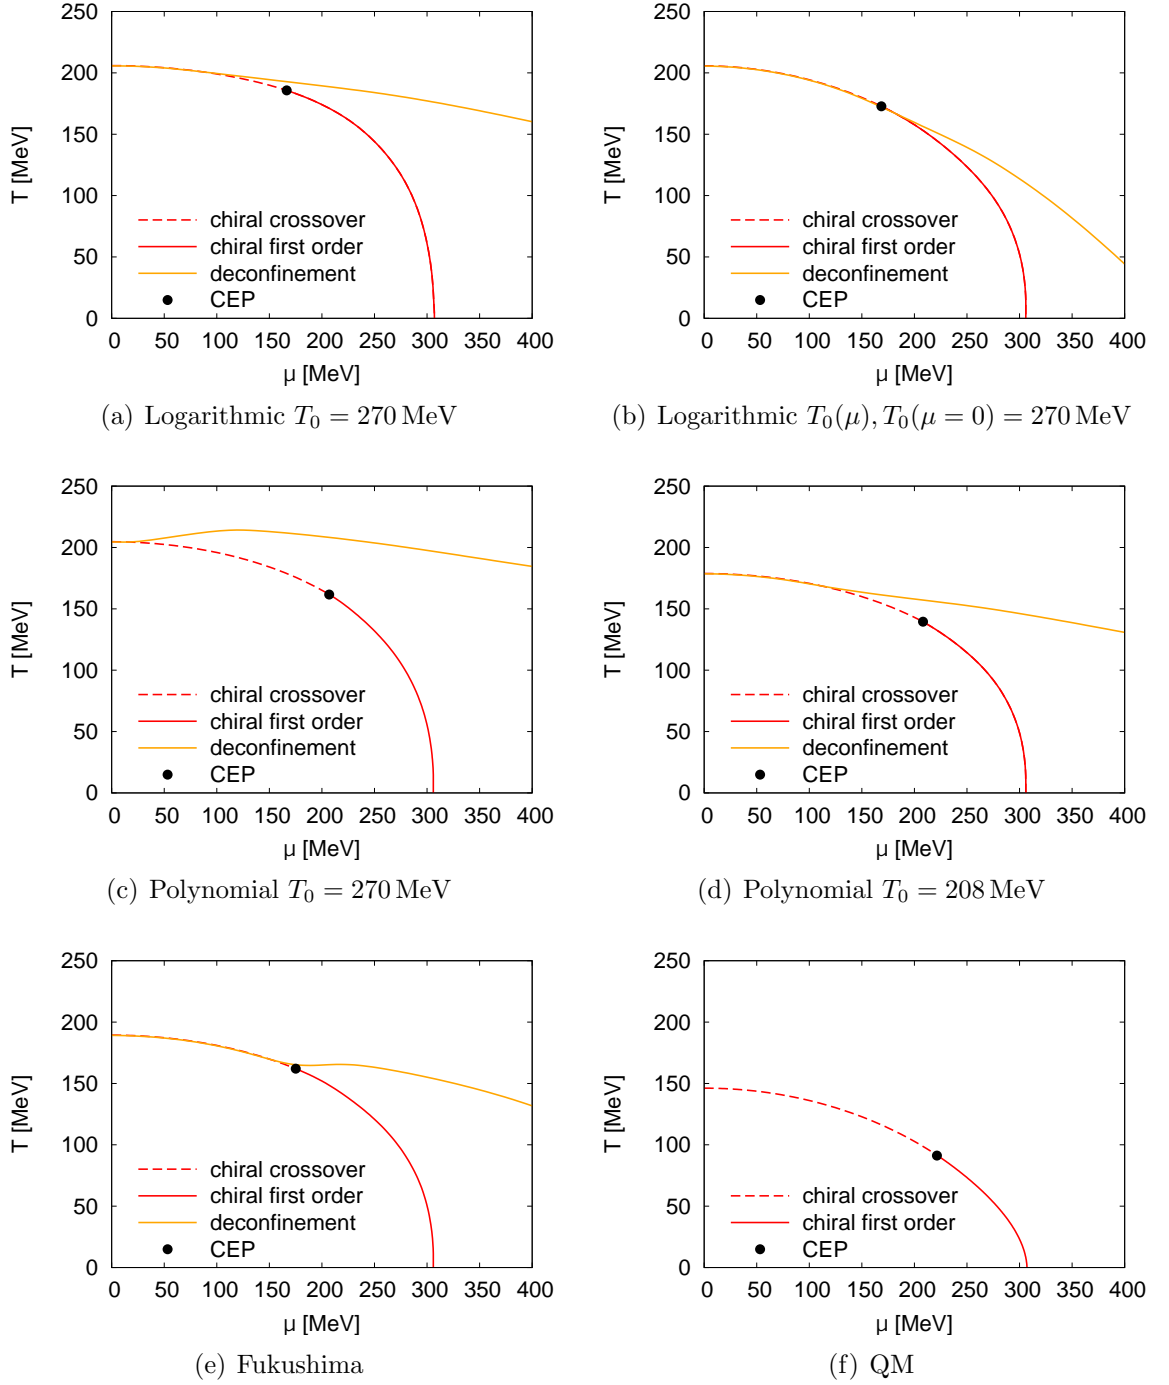 250
200
150
100
50
0
T [MeV]
chiral crossover
chiral first order
deconfinement
CEP
0 50 100 150 200 250 300 350 400
μ [MeV]
(a) Logarithmic T₀ = 270 MeV
250
200
150
100
50
0
T [MeV]
chiral crossover
chiral first order
deconfinement
CEP
0 50 100 150 200 250 300 350 400
μ [MeV]
(b) Logarithmic T₀(μ), T₀(μ = 0) = 270 MeV
250
200
150
100
50
0
T [MeV]
chiral crossover
chiral first order
deconfinement
CEP
0 50 100 150 200 250 300 350 400
μ [MeV]
(c) Polynomial T₀ = 270 MeV
250
200
150
100
50
0
T [MeV]
chiral crossover
chiral first order
deconfinement
CEP
0 50 100 150 200 250 300 350 400
μ [MeV]
(d) Polynomial T₀ = 208 MeV
250
200
150
100
50
0
T [MeV]
chiral crossover
chiral first order
deconfinement
CEP
0 50 100 150 200 250 300 350 400
μ [MeV]
(e) Fukushima
250
200
150
100
50
0
T [MeV]
chiral crossover
chiral first order
CEP
0 50 100 150 200 250 300 350 400
μ [MeV]
(f) QM